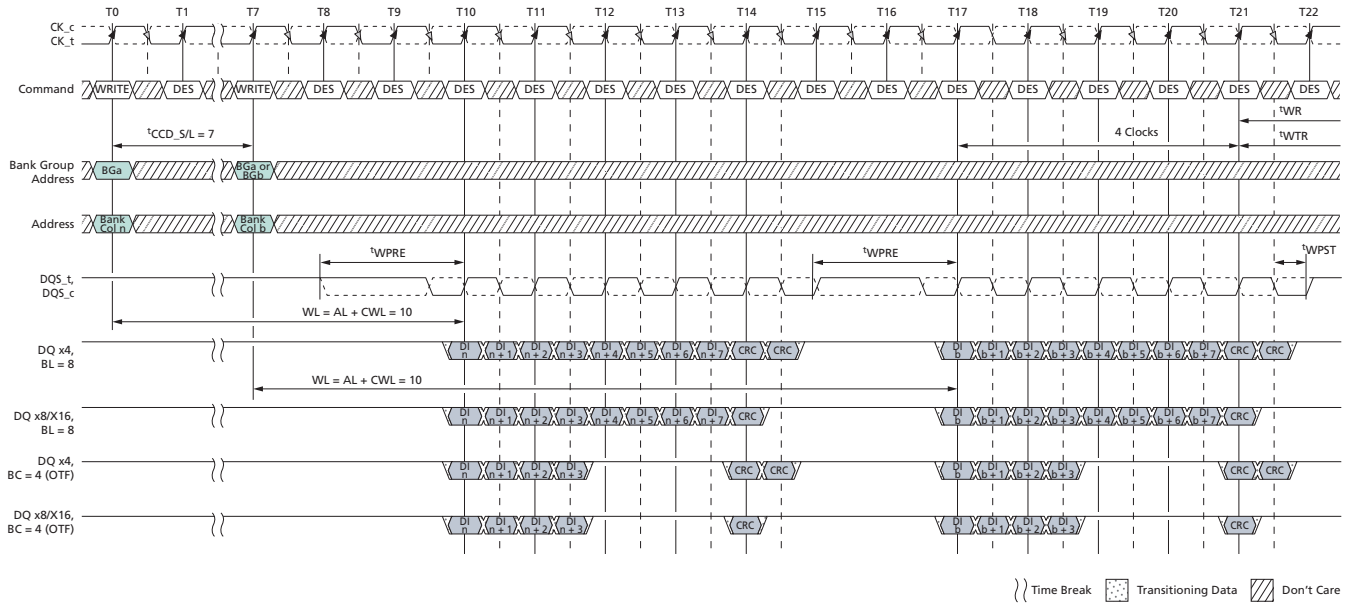 T0 T1 T7 T8 T9 T10 T11 T12 T13 T14 T15 T16 T17 T18 T19 T20 T21 T22
CK_c
CK_t
Command WRITE DES WRITE DES DES DES DES DES DES DES DES DES DES DES DES DES DES DES
tWR
tCCD_S/L = 7 4 Clocks tWTR
Bank Group
Address
BGa
BGa or
BGb
Address
Bank
Col n
Bank
Col b
tWPRE tWPRE tWPST
DQS_t,
DQS_c
WL = AL + CWL = 10
DQ x4,
BL = 8
DI
n
DI
n + 1
DI
n + 2
DI
n + 3
DI
n + 4
DI
n + 5
DI
n + 6
DI
n + 7
CRC CRC
DI
b
DI
b + 1
DI
b + 2
DI
b + 3
DI
b + 4
DI
b + 5
DI
b + 6
DI
b + 7
CRC CRC
WL = AL + CWL = 10
DQ x8/X16,
BL = 8
DI
n
DI
n + 1
DI
n + 2
DI
n + 3
DI
n + 4
DI
n + 5
DI
n + 6
DI
n + 7
CRC
DI
b
DI
b + 1
DI
b + 2
DI
b + 3
DI
b + 4
DI
b + 5
DI
b + 6
DI
b + 7
CRC
DQ x4,
BC = 4 (OTF)
DI
n
DI
n + 1
DI
n + 2
DI
n + 3
CRC CRC
DI
b
DI
b + 1
DI
b + 2
DI
b + 3
CRC CRC
DQ x8/X16,
BC = 4 (OTF)
DI
n
DI
n + 1
DI
n + 2
DI
n + 3
CRC
DI
b
DI
b + 1
DI
b + 2
DI
b + 3
CRC
Time Break Transitioning Data Don't Care